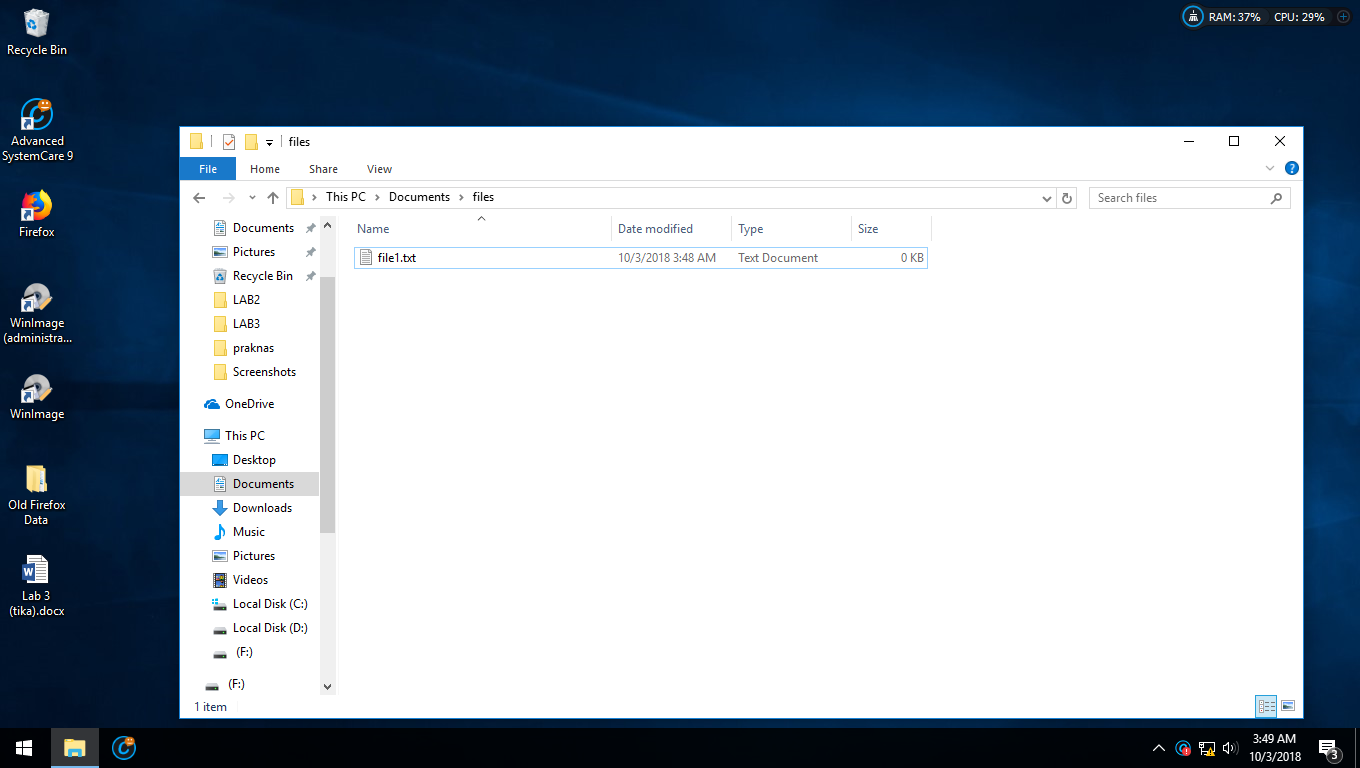 Recycle Bin
Advanced
SystemCare 9
Firefox
WinImage
(administra...
WinImage
Old Firefox
Data
Lab 3
(tika).docx
RAM: 37% CPU: 29%
files
File Home Share View
This PC Documents files
Search files
Documents
Pictures
Recycle Bin
LAB2
LAB3
praknas
Screenshots
OneDrive
This PC
Desktop
Documents
Downloads
Music
Pictures
Videos
Local Disk (C:)
Local Disk (D:)
(F:)
(F:)
Name Date modified Type Size
file1.txt 10/3/2018 3:48 AM Text Document 0 KB
1 item
3:49 AM
10/3/2018
3